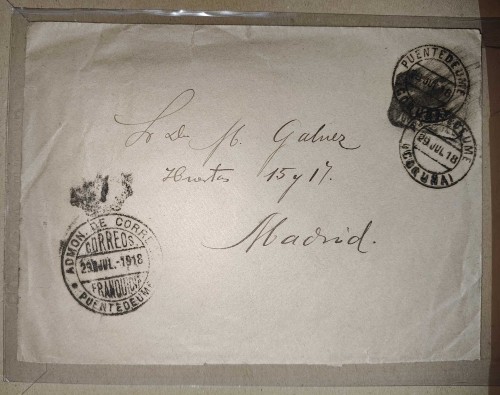 PUENTEDEUME
29 JUL 18
(CORUÑA)
Sr Dn M. Galvez
Huertas 15 y 17.
Madrid.
ADMON. DE CORREOS
CORREOS
29 JUL.-1918
FRANQUICIA
* PUENTEDEUME